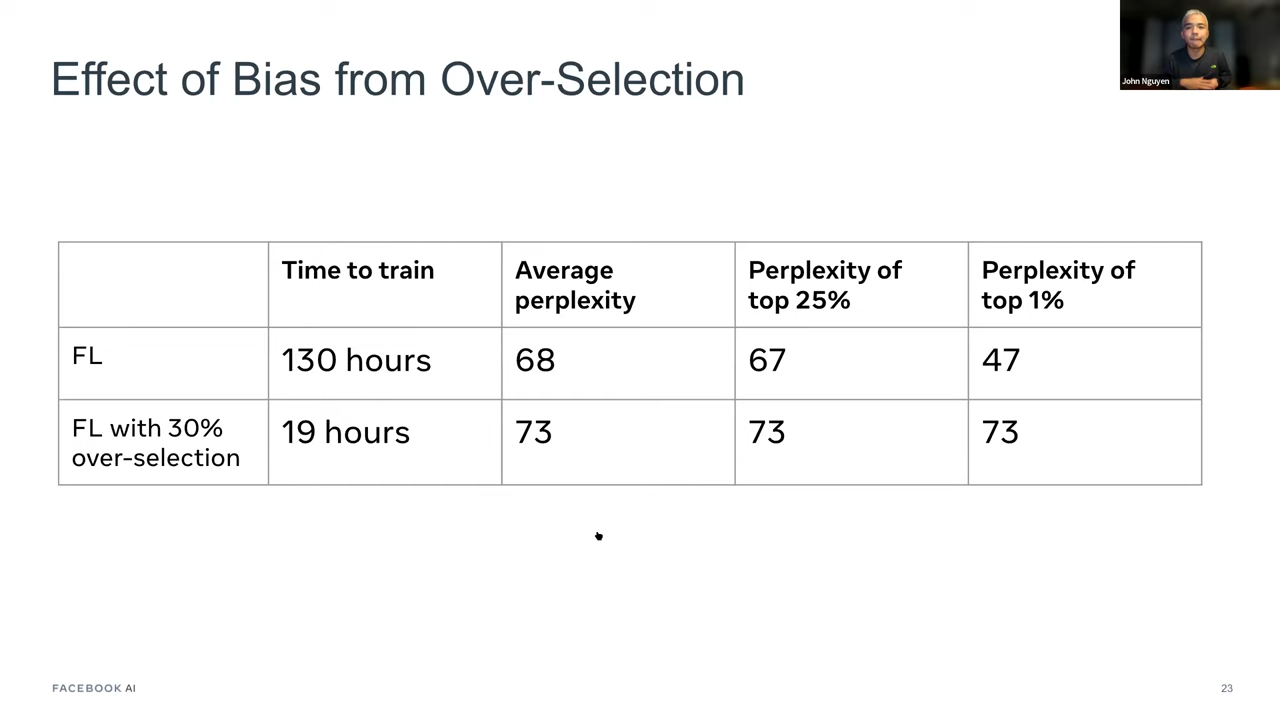 Effect of Bias from Over-Selection
John Nguyen
Time to train
Average
perplexity
Perplexity of
top 25%
Perplexity of
top 1%
FL
130 hours
68
67
47
FL with 30%
over-selection
19 hours
73
73
73
FACEBOOK AI
23